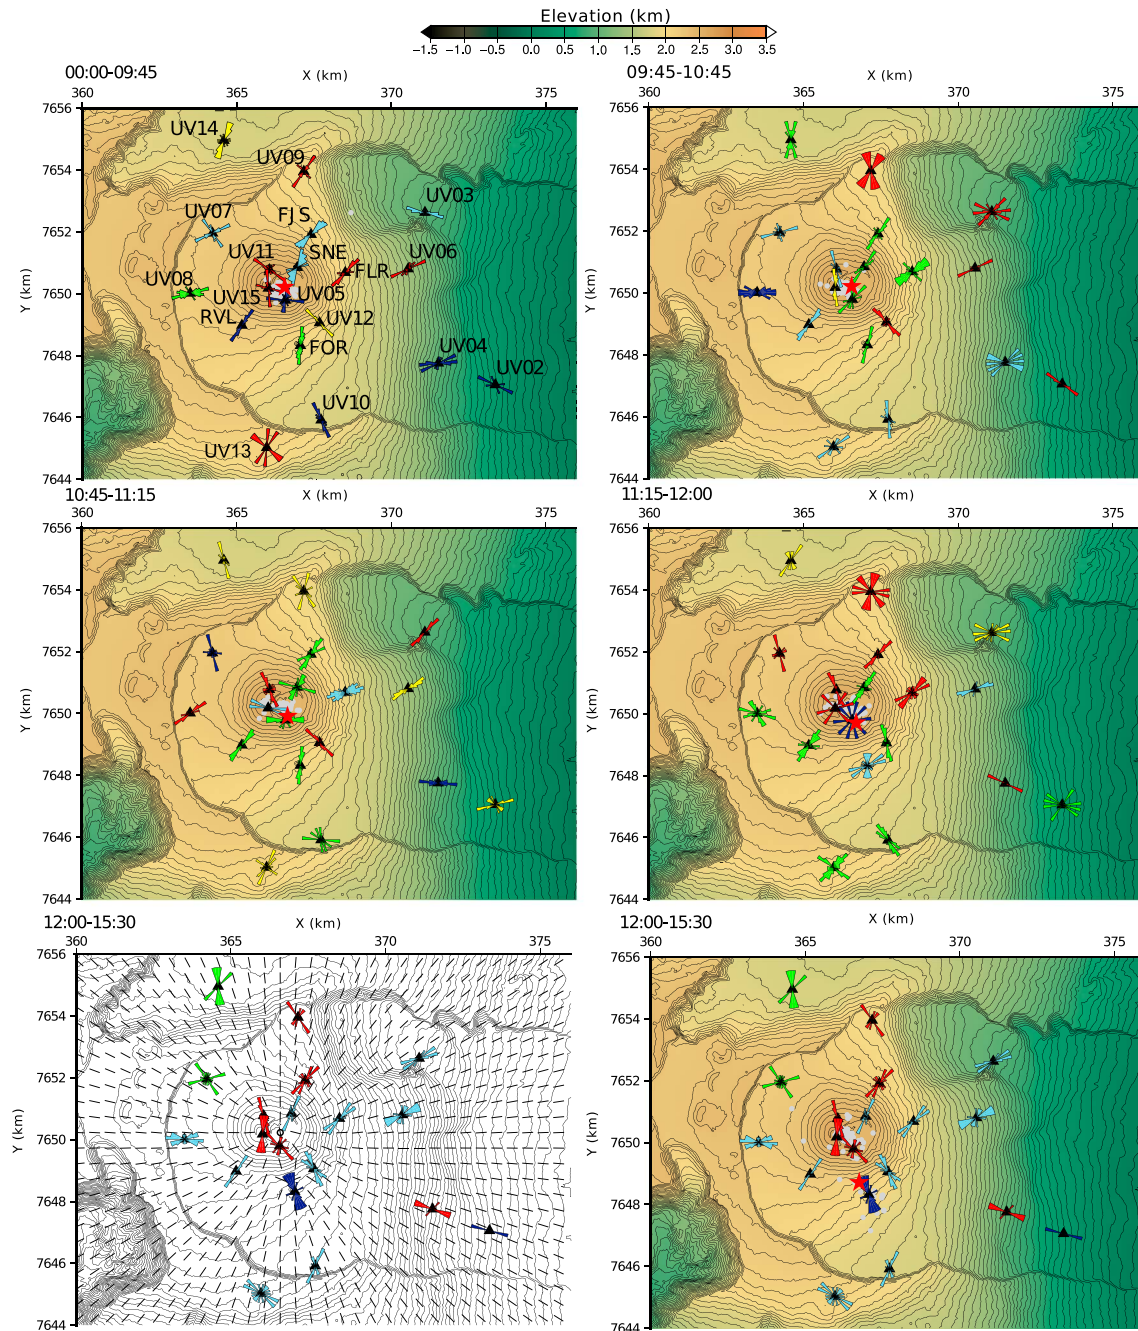 Elevation (km)
-1.5 -1.0 -0.5 0.0 0.5 1.0 1.5 2.0 2.5 3.0 3.5
00:00-09:45
X (km)
360 365 370 375
7656
7654
7652
7650
7648
7646
7644
Y (km)
UV14
UV09
UV03
UV07
FJS
SNE
UV11
UV06
FLR
UV08
UV15
UV05
RVL
UV12
FOR
UV04
UV02
UV10
UV13
09:45-10:45
X (km)
360 365 370 375
7656
7654
7652
7650
7648
7646
7644
Y (km)
10:45-11:15
X (km)
360 365 370 375
7656
7654
7652
7650
7648
7646
7644
Y (km)
11:15-12:00
X (km)
360 365 370 375
7656
7654
7652
7650
7648
7646
7644
Y (km)
12:00-15:30
X (km)
360 365 370 375
7656
7654
7652
7650
7648
7646
7644
Y (km)
12:00-15:30
X (km)
360 365 370 375
7656
7654
7652
7650
7648
7646
7644
Y (km)